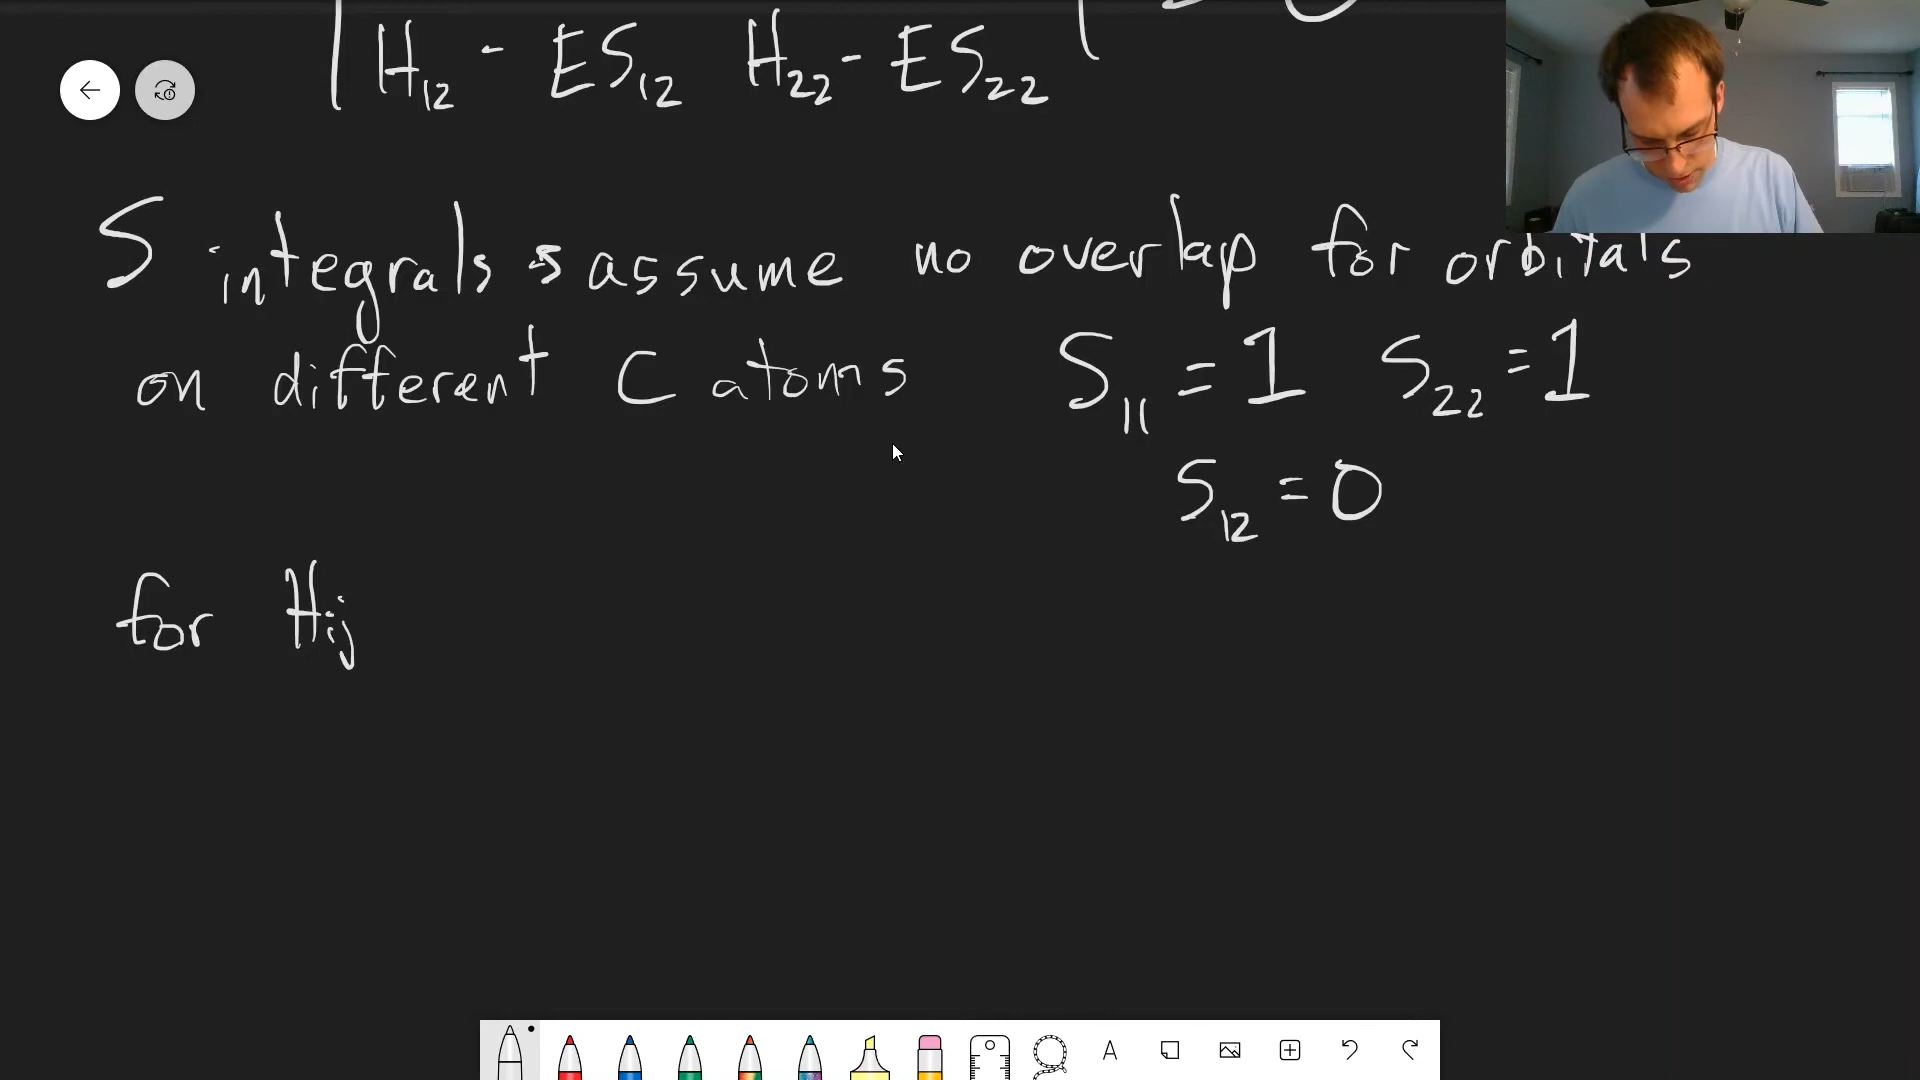 H₁₂ - ES₁₂ H₂₂ - ES₂₂
S integrals → assume no overlap for orbitals
on different C atoms S₁₁ = 1 S₂₂ = 1
S₁₂ = 0
for Hij
A